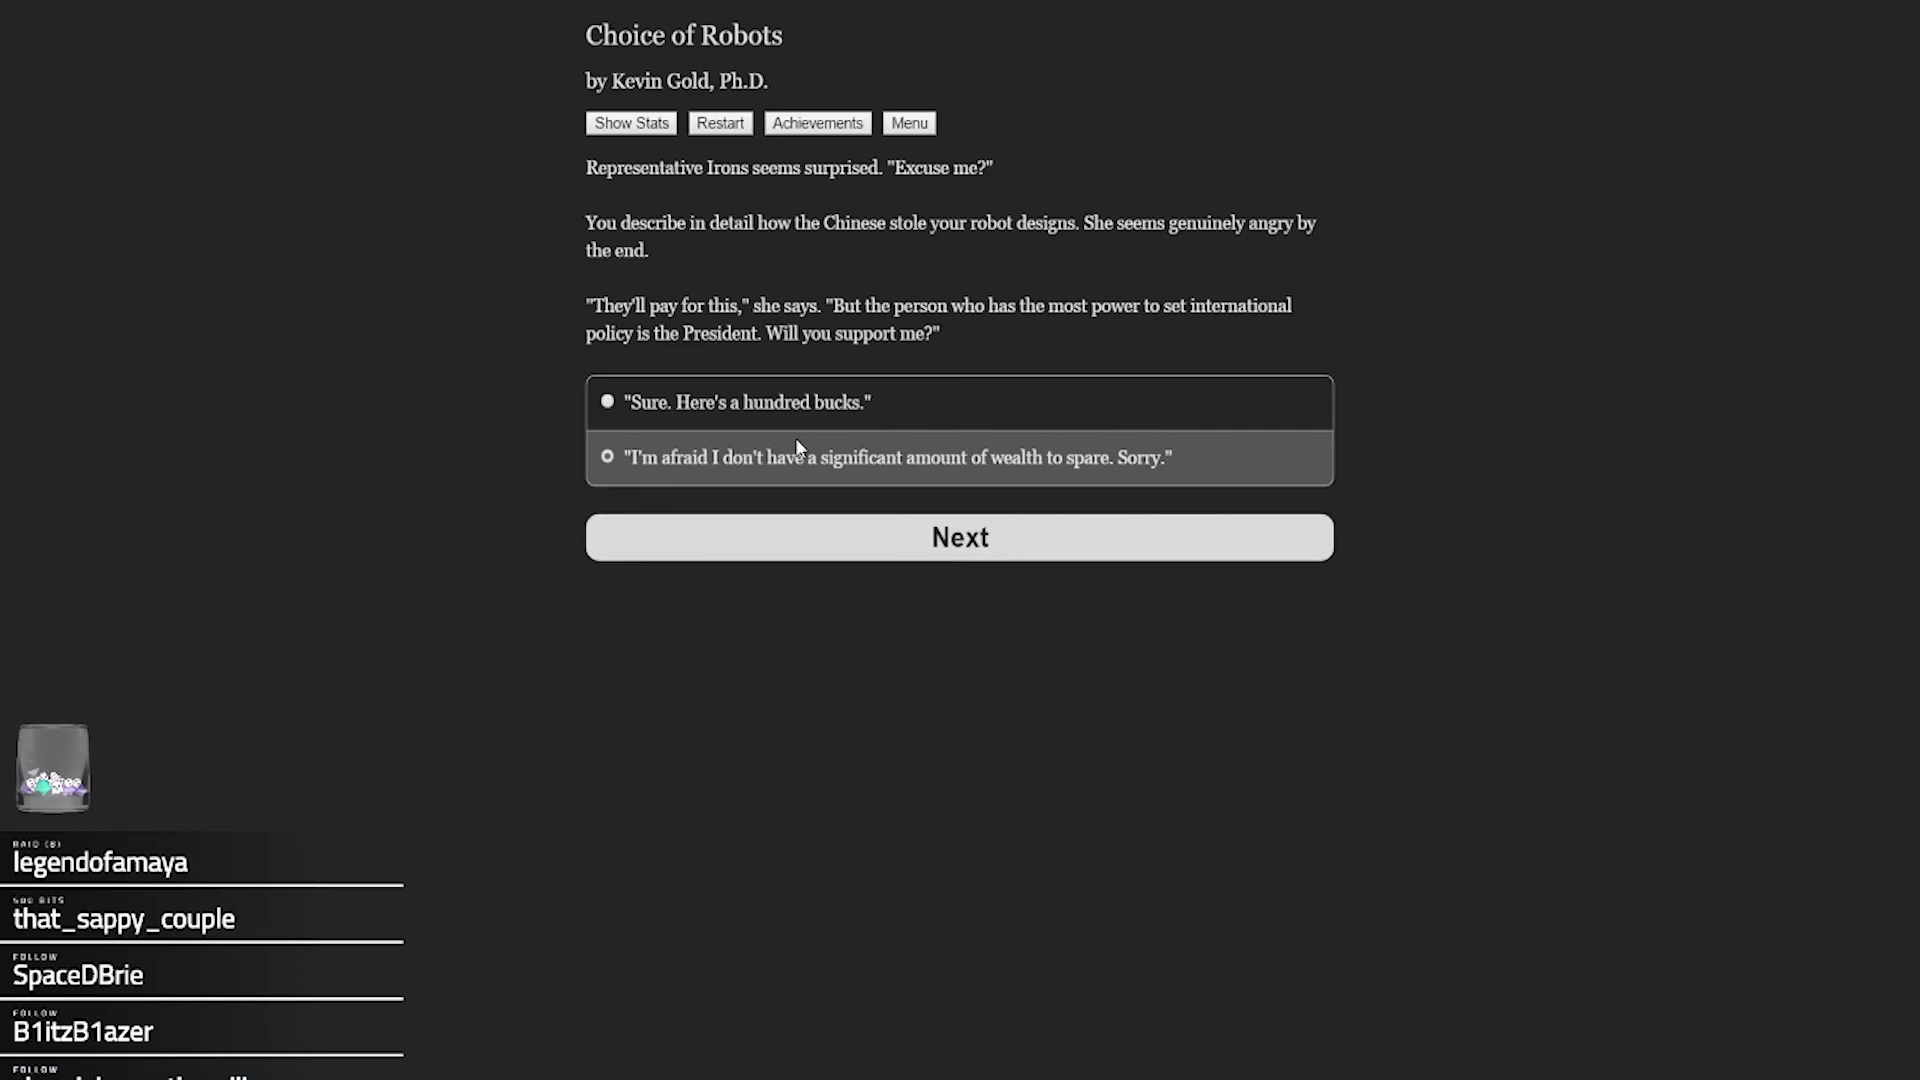 Choice of Robots
by Kevin Gold, Ph.D.
Show Stats Restart Achievements Menu
Representative Irons seems surprised. "Excuse me?"
You describe in detail how the Chinese stole your robot designs. She seems genuinely angry by
the end.
"They'll pay for this," she says. "But the person who has the most power to set international
policy is the President. Will you support me?"
"Sure. Here's a hundred bucks."
"I'm afraid I don't have a significant amount of wealth to spare. Sorry."
Next
RAID (8)
legendofamaya
500 BITS
that_sappy_couple
FOLLOW
SpaceDBrie
FOLLOW
B1itzB1azer
FOLLOW